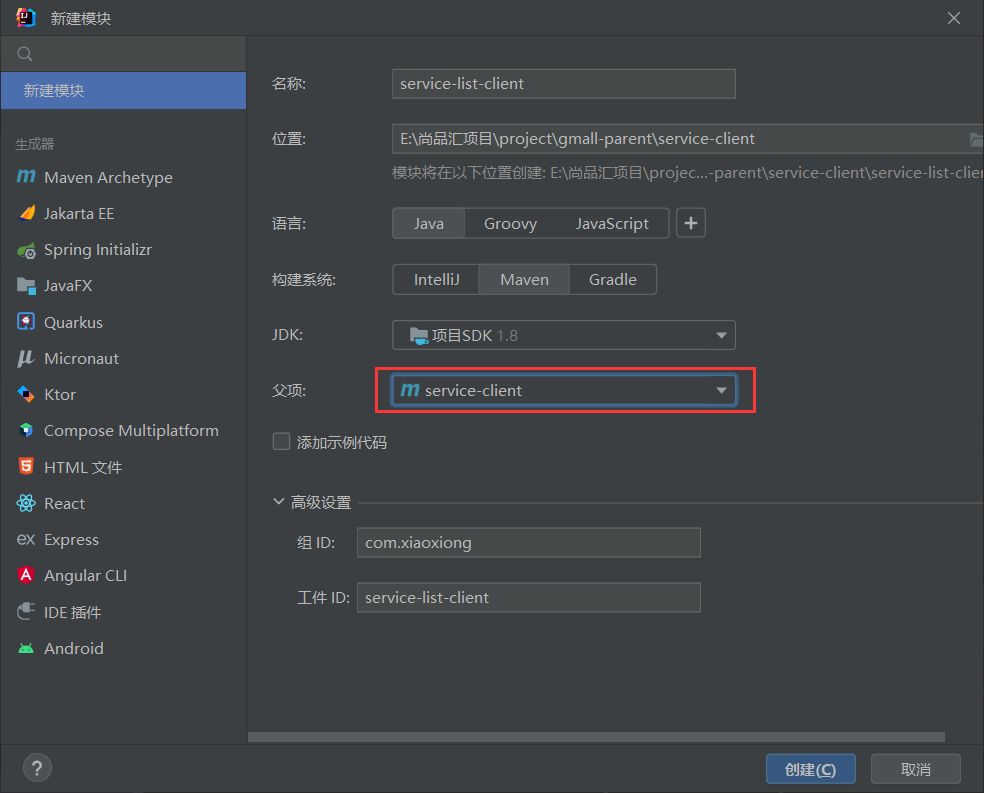 新建模块
新建模块
生成器
Maven Archetype
Jakarta EE
Spring Initializr
JavaFX
Quarkus
Micronaut
Ktor
Compose Multiplatform
HTML 文件
React
Express
Angular CLI
IDE 插件
Android
名称:
service-list-client
位置:
E:\尚品汇项目\project\gmall-parent\service-client
模块将在以下位置创建: E:\尚品汇项目\projec...-parent\service-client\service-list-clier
语言:
Java Groovy JavaScript +
构建系统:
IntelliJ Maven Gradle
JDK:
项目SDK 1.8
父项:
service-client
添加示例代码
高级设置
组 ID:
com.xiaoxiong
工件 ID:
service-list-client
?
创建(C) 取消